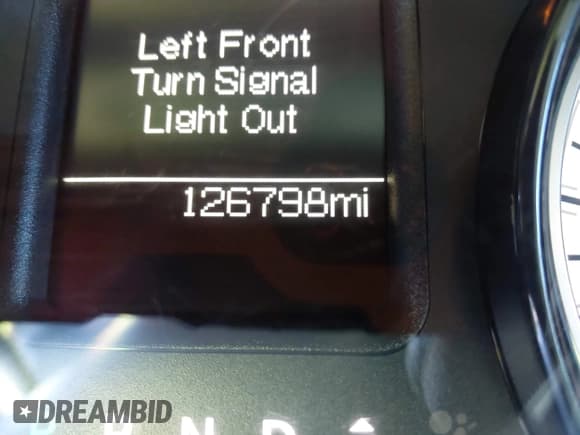 Left Front
Turn Signal
Light Out
126798mi
R N D
DREAMBID